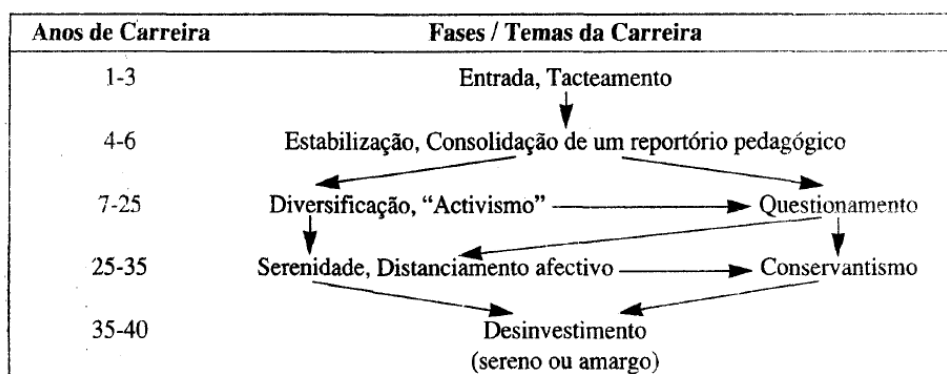 Anos de Carreira Fases / Temas da Carreira
1-3 Entrada, Tacteamento
4-6 Estabilização, Consolidação de um reportório pedagógico
7-25 Diversificação, “Activismo” Questionamento
25-35 Serenidade, Distanciamento afectivo Conservantismo
35-40 Desinvestimento
(sereno ou amargo)